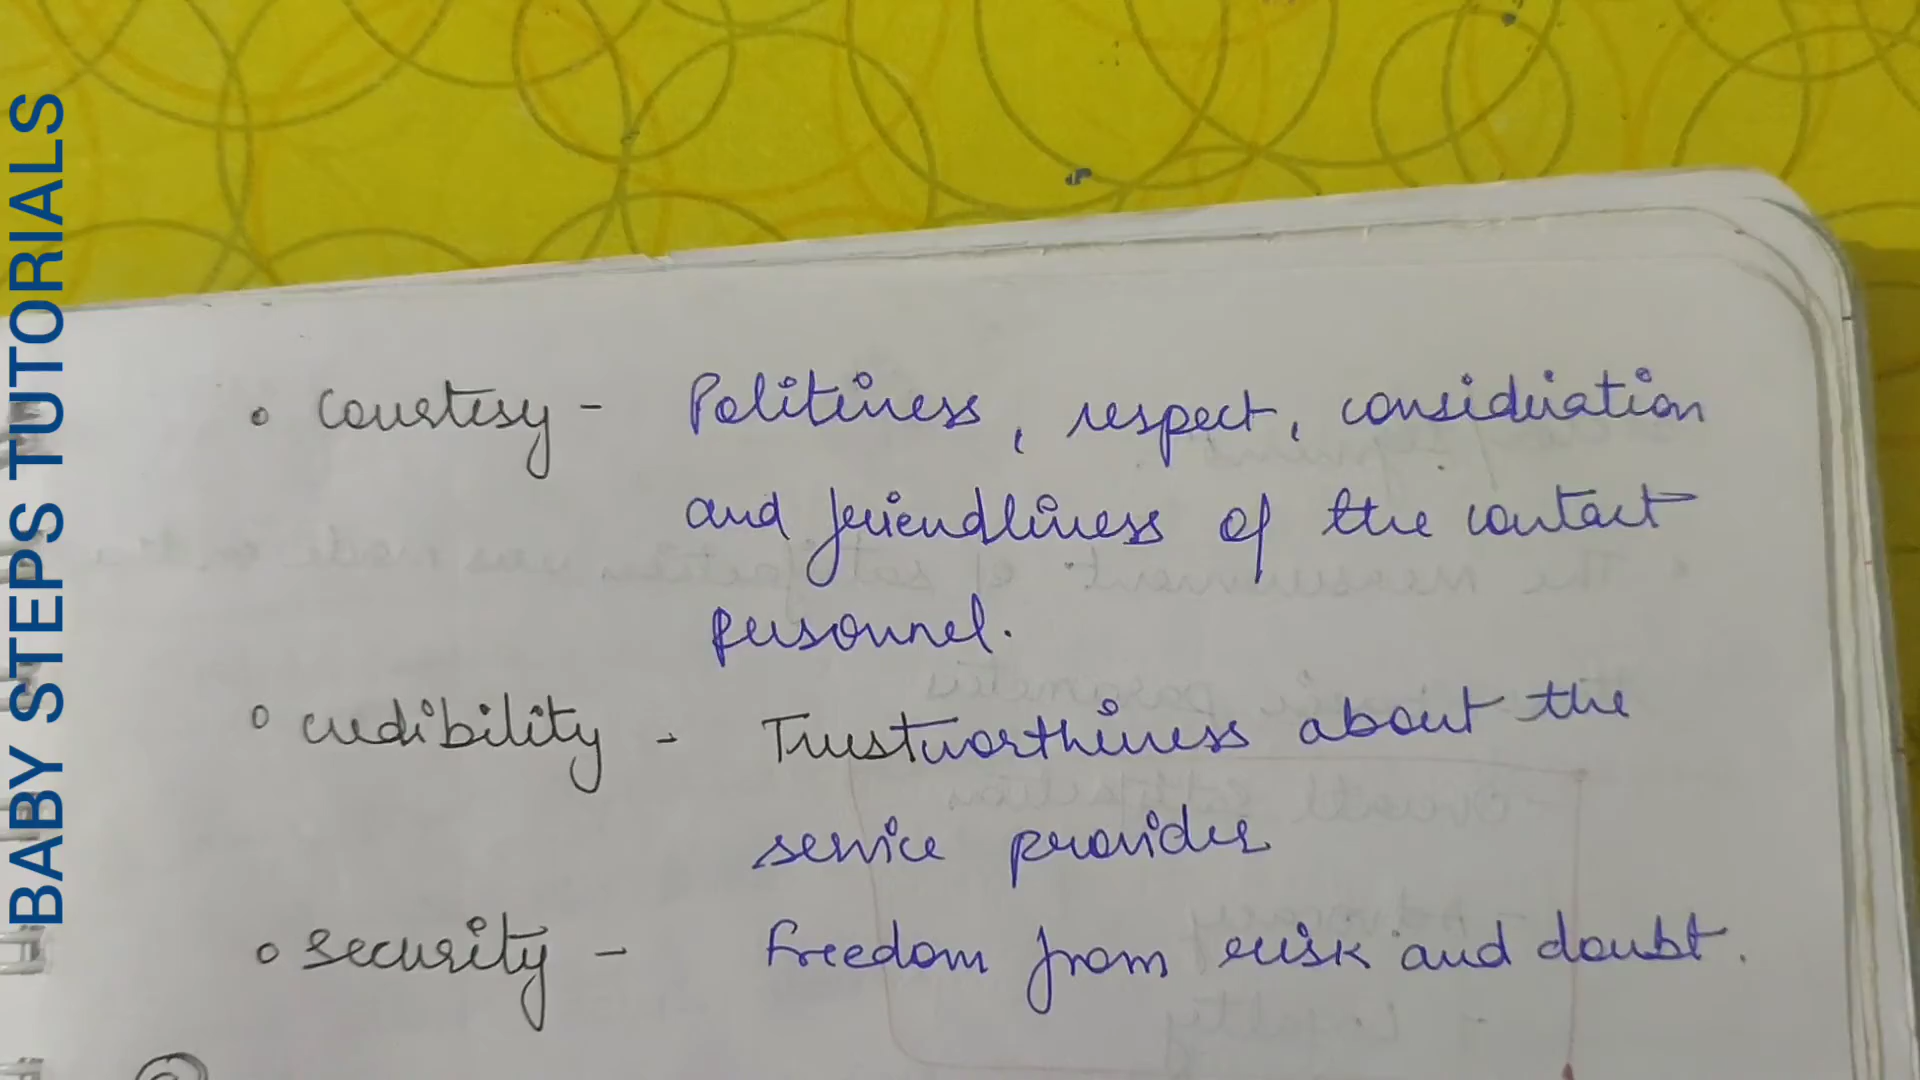 BABY STEPS TUTORIALS
• courtesy - Politiness, respect, consideration
and friendliness of the contact
personnel.
• credibility - Trustworthiness about the
service provider
• security - Freedom from risk and doubt.